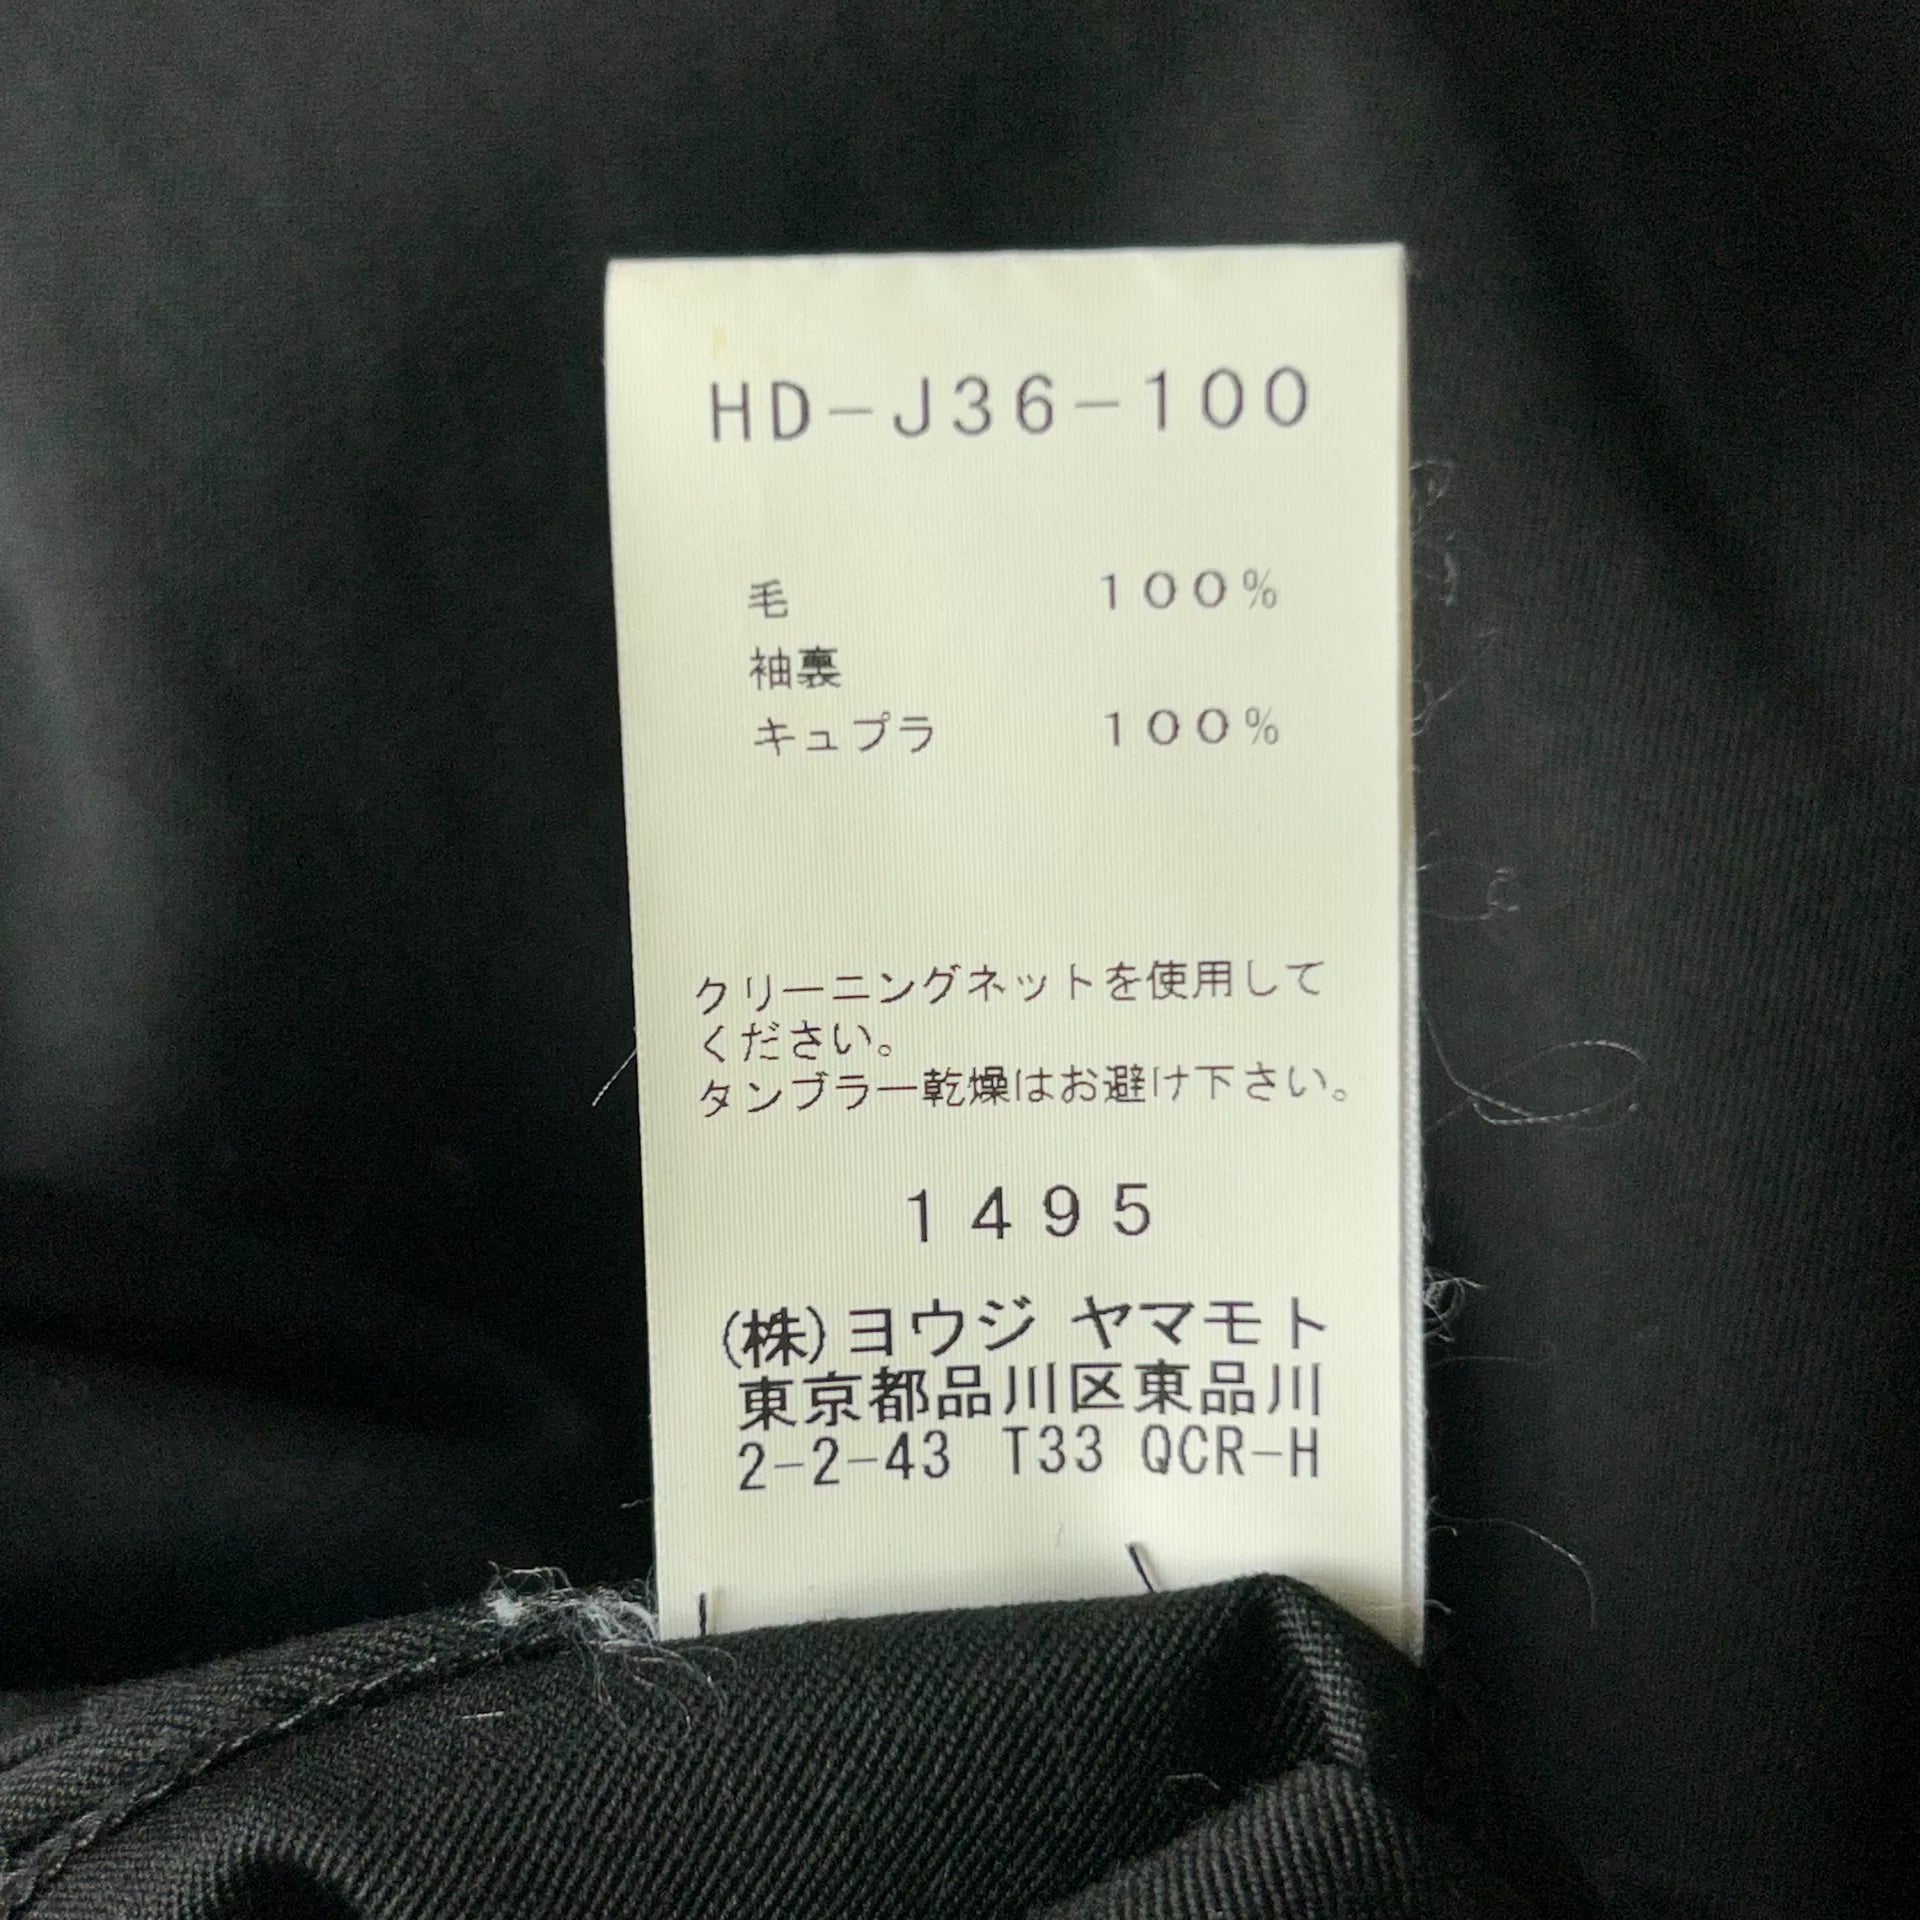 HD-J36-100
毛 100%
袖裏
キュプラ 100%
クリーニングネットを使用して
ください。
タンブラー乾燥はお避け下さい。
1495
(株)ヨウジ ヤマモト
東京都品川区東品川
2-2-43 T33 QCR-H